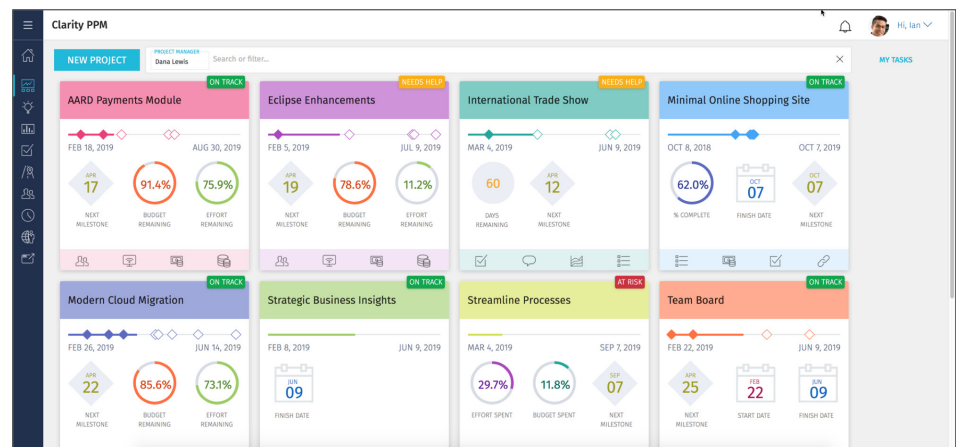 Clarity PPM
Hi, Ian
NEW PROJECT
PROJECT MANAGER
Dana Lewis
Search or filter...
MY TASKS
ON TRACK
AARD Payments Module
FEB 18, 2019 AUG 30, 2019
APR
17
91.4%
75.9%
NEXT MILESTONE
BUDGET REMAINING
EFFORT REMAINING
NEEDS HELP
Eclipse Enhancements
FEB 5, 2019 JUL 9, 2019
APR
19
78.6%
11.2%
NEXT MILESTONE
BUDGET REMAINING
EFFORT REMAINING
NEEDS HELP
International Trade Show
MAR 4, 2019 JUN 9, 2019
60
APR
12
DAYS REMAINING
NEXT MILESTONE
ON TRACK
Minimal Online Shopping Site
OCT 8, 2018 OCT 7, 2019
62.0%
OCT
07
OCT
07
% COMPLETE
FINISH DATE
NEXT MILESTONE
ON TRACK
Modern Cloud Migration
FEB 26, 2019 JUN 14, 2019
APR
22
85.6%
73.1%
NEXT MILESTONE
BUDGET REMAINING
EFFORT REMAINING
ON TRACK
Strategic Business Insights
FEB 8, 2019 JUN 9, 2019
JUN
09
FINISH DATE
AT RISK
Streamline Processes
MAR 4, 2019 SEP 7, 2019
29.7%
11.8%
SEP
07
EFFORT SPENT
BUDGET SPENT
NEXT MILESTONE
ON TRACK
Team Board
FEB 22, 2019 JUN 9, 2019
APR
25
FEB
22
JUN
09
NEXT MILESTONE
START DATE
FINISH DATE